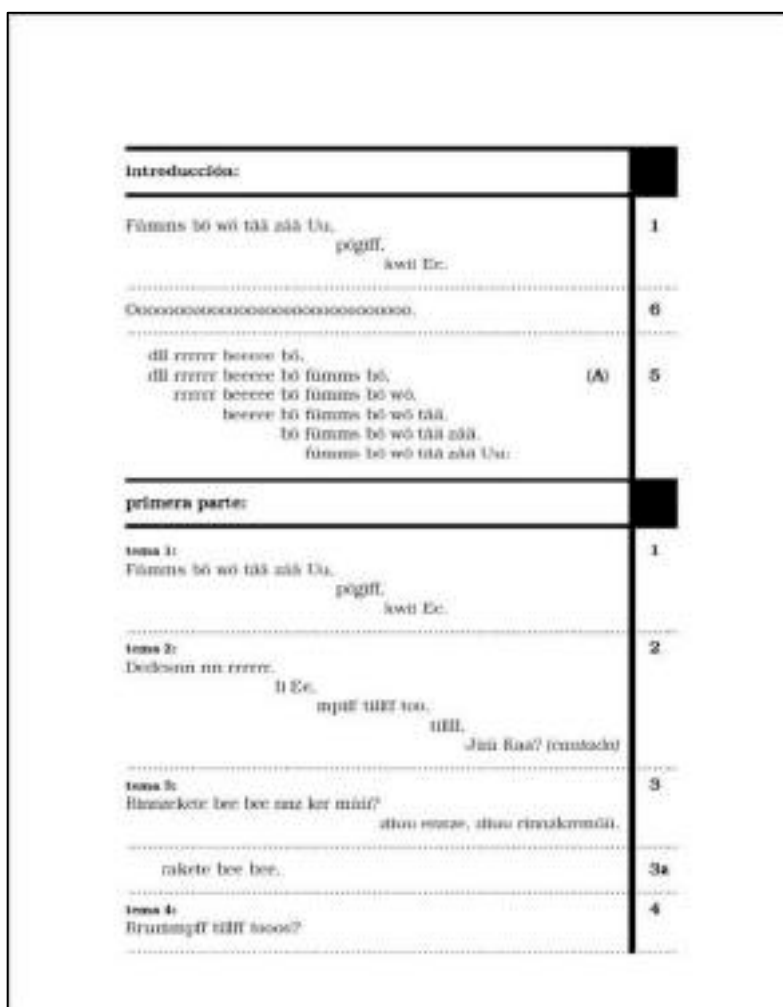 introducción:
Fümms bö wö tää zää Uu, 1
pögiff,
kwii Ee.
Oooooooooooooooooooooooooooooooo, 6
dll rrrrrr beeeee bö,
dll rrrrrr beeeee bö fümms bö, (A) 5
rrrrrr beeeee bö fümms bö wö,
beeeee bö fümms bö wö tää,
bö fümms bö wö tää zää,
fümms bö wö tää zää Uu:
primera parte:
tema 1: 1
Fümms bö wö tää zää Uu,
pögiff,
kwii Ee.
tema 2: 2
Dedesnn nn rrrrrr,
Ii Ee,
mpiff tillff too,
tillll,
Jüü Kaa? (cantado)
tema 3: 3
Rinnzekete bee bee nnz krr müü?
ziiuu ennze, ziiuu rinnzkrrmüü,
rakete bee bee, 3a
tema 4: 4
Rrummpff tillff toooo?